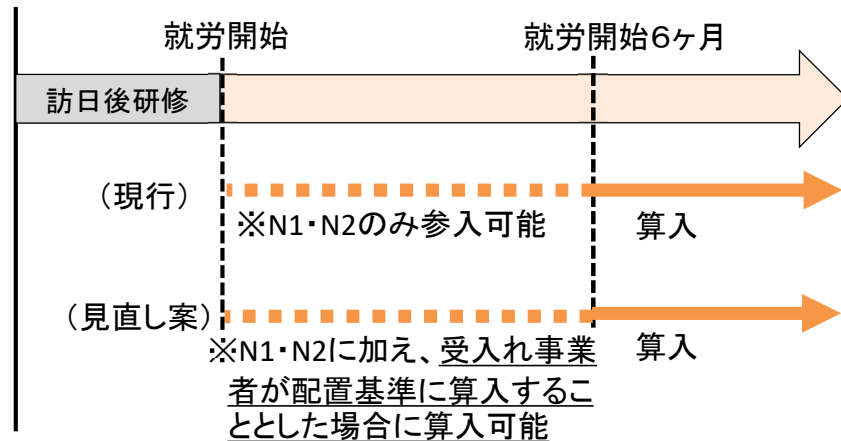 就労開始
就労開始６ヶ月
訪日後研修
（現行）
※N1・N2のみ参入可能
算入
（見直し案）
※N1・N2に加え、受入れ事業
者が配置基準に算入するこ
ととした場合に算入可能
算入